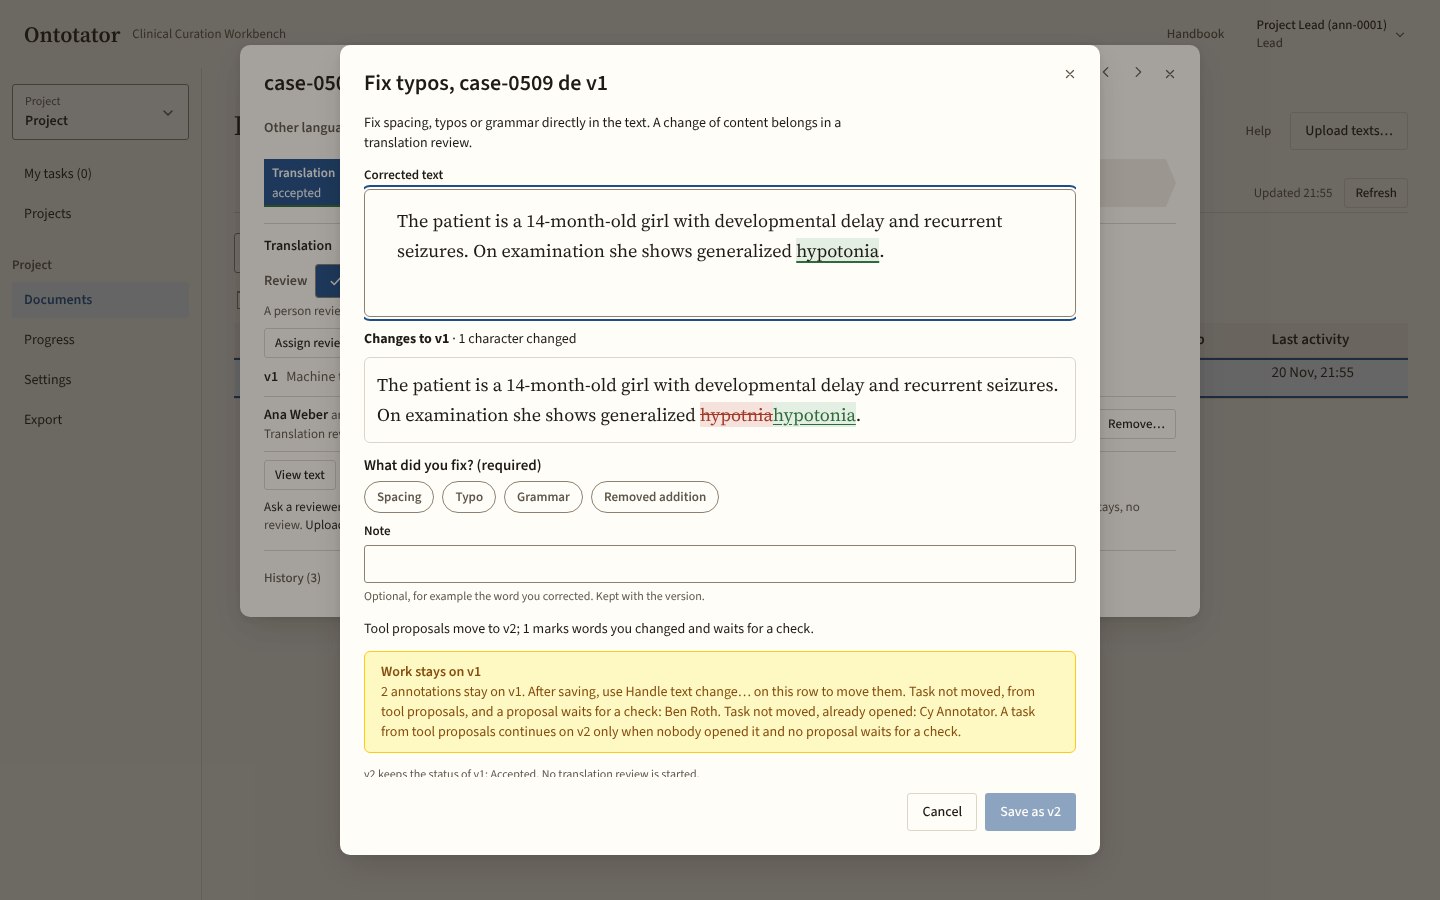 Ontotator Clinical Curation Workbench
Handbook
Project Lead (ann-0001)
Lead
Project
Project
My tasks (0)
Projects
Project
Documents
Progress
Settings
Export
Help
Upload texts…
Updated 21:55
Refresh
Last activity
20 Nov, 21:55
Other
Translation
accepted
Translation
Review
A person
v1 Machine
Ana Weber
Remove…
Translation
View text
Ask a reviewer
no
review.
History (3)
Fix typos, case-0509 de v1
Fix spacing, typos or grammar directly in the text. A change of content belongs in a
translation review.
Corrected text
The patient is a 14-month-old girl with developmental delay and recurrent
seizures. On examination she shows generalized hypotonia.
Changes to v1 · 1 character changed
The patient is a 14-month-old girl with developmental delay and recurrent seizures.
On examination she shows generalized hypotniahypotonia.
What did you fix? (required)
Spacing
Typo
Grammar
Removed addition
Note
Optional, for example the word you corrected. Kept with the version.
Tool proposals move to v2; 1 marks words you changed and waits for a check.
Work stays on v1
2 annotations stay on v1. After saving, use Handle text change… on this row to move them. Task not moved, from
tool proposals, and a proposal waits for a check: Ben Roth. Task not moved, already opened: Cy Annotator. A task
from tool proposals continues on v2 only when nobody opened it and no proposal waits for a check.
v2 keeps the status of v1: Accepted. No translation review is started.
Cancel
Save as v2